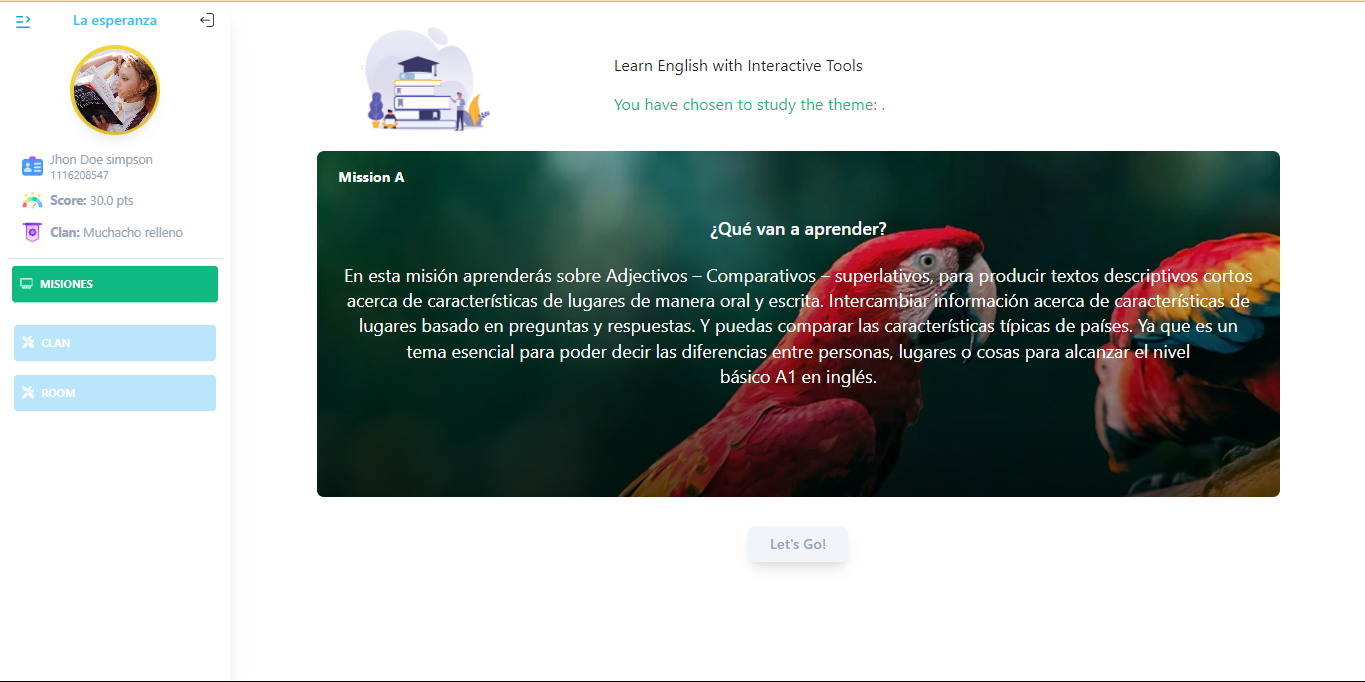 La esperanza
Jhon Doe simpson
1116208547
Score: 30.0 pts
Clan: Muchacho relleno
MISIONES
CLAN
ROOM
Learn English with Interactive Tools
You have chosen to study the theme: .
Mission A
¿Qué van a aprender?
En esta misión aprenderás sobre Adjectivos – Comparativos – superlativos, para producir textos descriptivos cortos
acerca de características de lugares de manera oral y escrita. Intercambiar información acerca de características de
lugares basado en preguntas y respuestas. Y puedas comparar las características típicas de países. Ya que es un
tema esencial para poder decir las diferencias entre personas, lugares o cosas para alcanzar el nivel
básico A1 en inglés.
Let's Go!